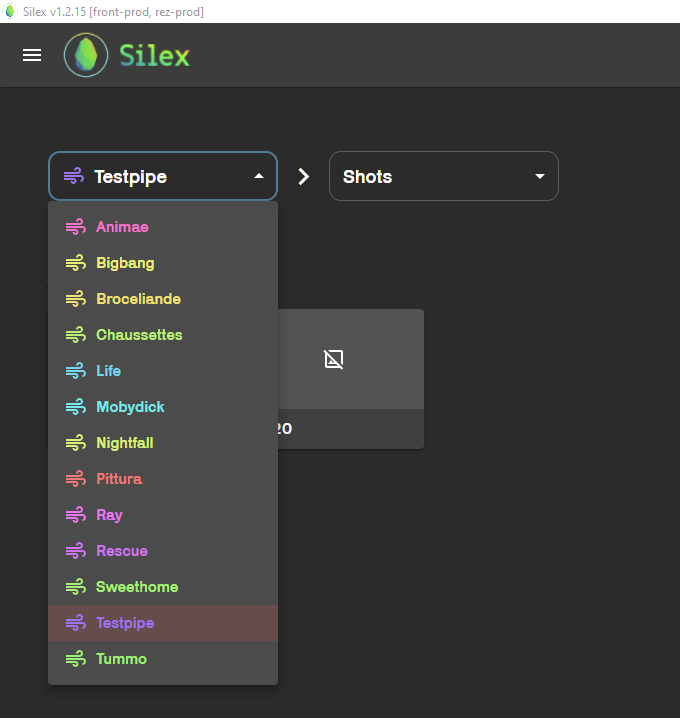 Silex v1.2.15 [front-prod, rez-prod]
Silex
Testpipe
Shots
Animae
Bigbang
Broceliande
Chaussettes
Life
Mobydick
20
Nightfall
Pittura
Ray
Rescue
Sweethome
Testpipe
Tummo